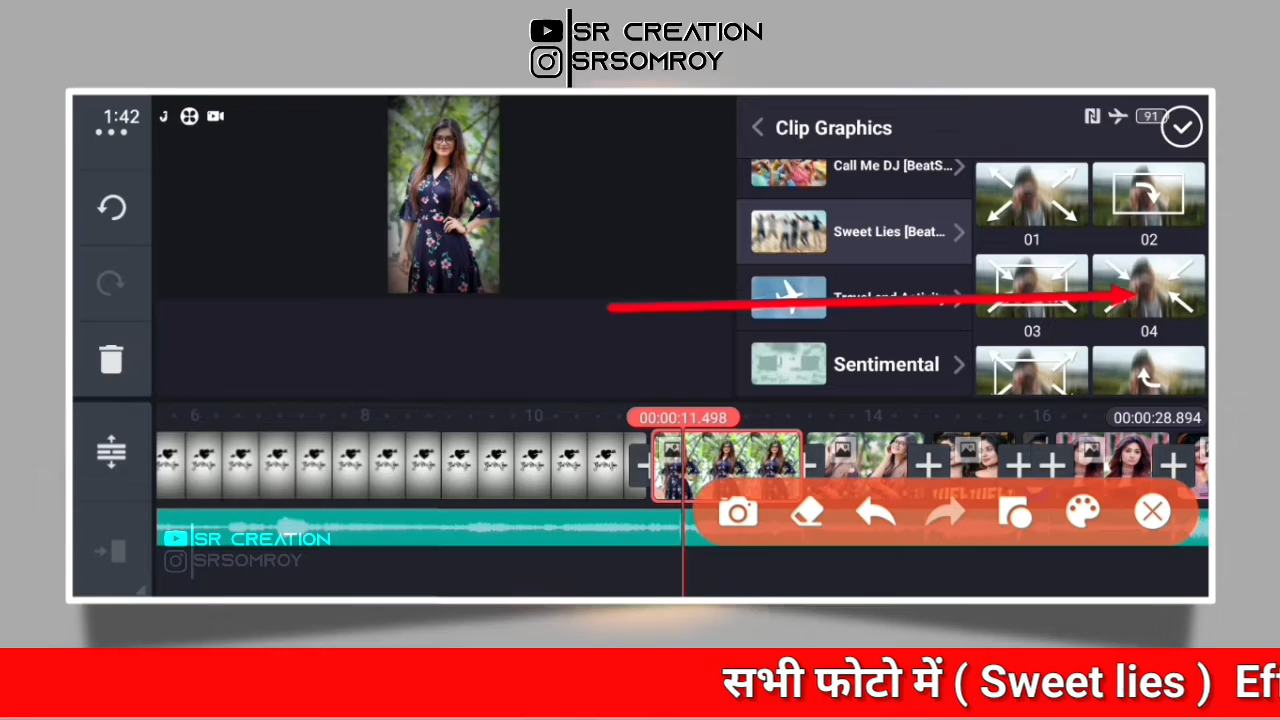 SR CREATION
SRSOMROY
1:42
91
Clip Graphics
Call Me DJ [BeatS...
Sweet Lies [Beat...
Sentimental
01
02
03
04
6
8
10
14
16
00:00:11.498
00:00:28.894
SR CREATION
SRSOMROY
सभी फोटो में ( Sweet lies )